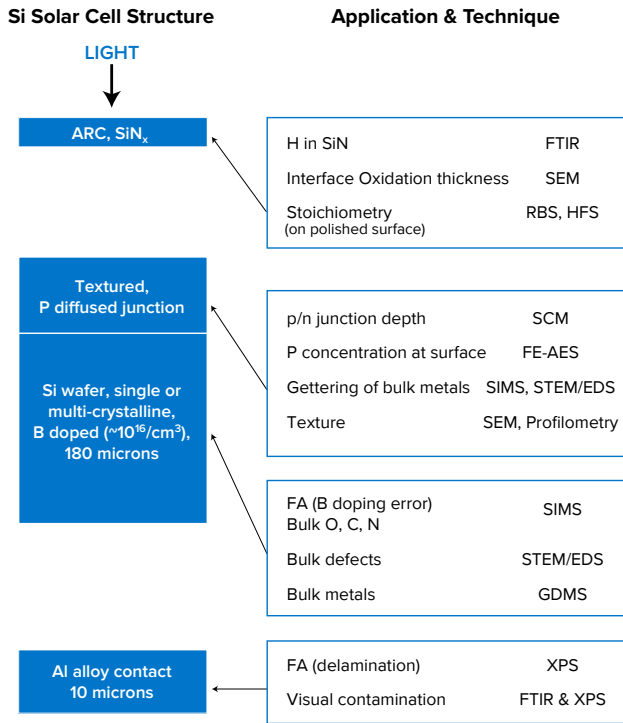 Si Solar Cell Structure
Application & Technique
LIGHT
ARC, SiNₓ
H in SiN FTIR
Interface Oxidation thickness SEM
Stoichiometry RBS, HFS
(on polished surface)
Textured,
P diffused junction
p/n junction depth SCM
P concentration at surface FE-AES
Gettering of bulk metals SIMS, STEM/EDS
Texture SEM, Profilometry
Si wafer, single or
multi-crystalline,
B doped (~10¹⁶/cm³),
180 microns
FA (B doping error) SIMS
Bulk O, C, N
Bulk defects STEM/EDS
Bulk metals GDMS
Al alloy contact
10 microns
FA (delamination) XPS
Visual contamination FTIR & XPS